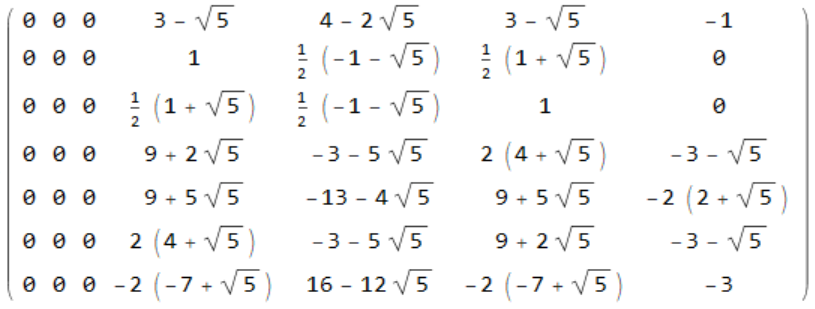 0 0 0 3 - √5 4 - 2 √5 3 - √5 -1
0 0 0 1 1/2 (-1 - √5) 1/2 (1 + √5) 0
0 0 0 1/2 (1 + √5) 1/2 (-1 - √5) 1 0
0 0 0 9 + 2 √5 -3 - 5 √5 2 (4 + √5) -3 - √5
0 0 0 9 + 5 √5 -13 - 4 √5 9 + 5 √5 -2 (2 + √5)
0 0 0 2 (4 + √5) -3 - 5 √5 9 + 2 √5 -3 - √5
0 0 0 -2 (-7 + √5) 16 - 12 √5 -2 (-7 + √5) -3